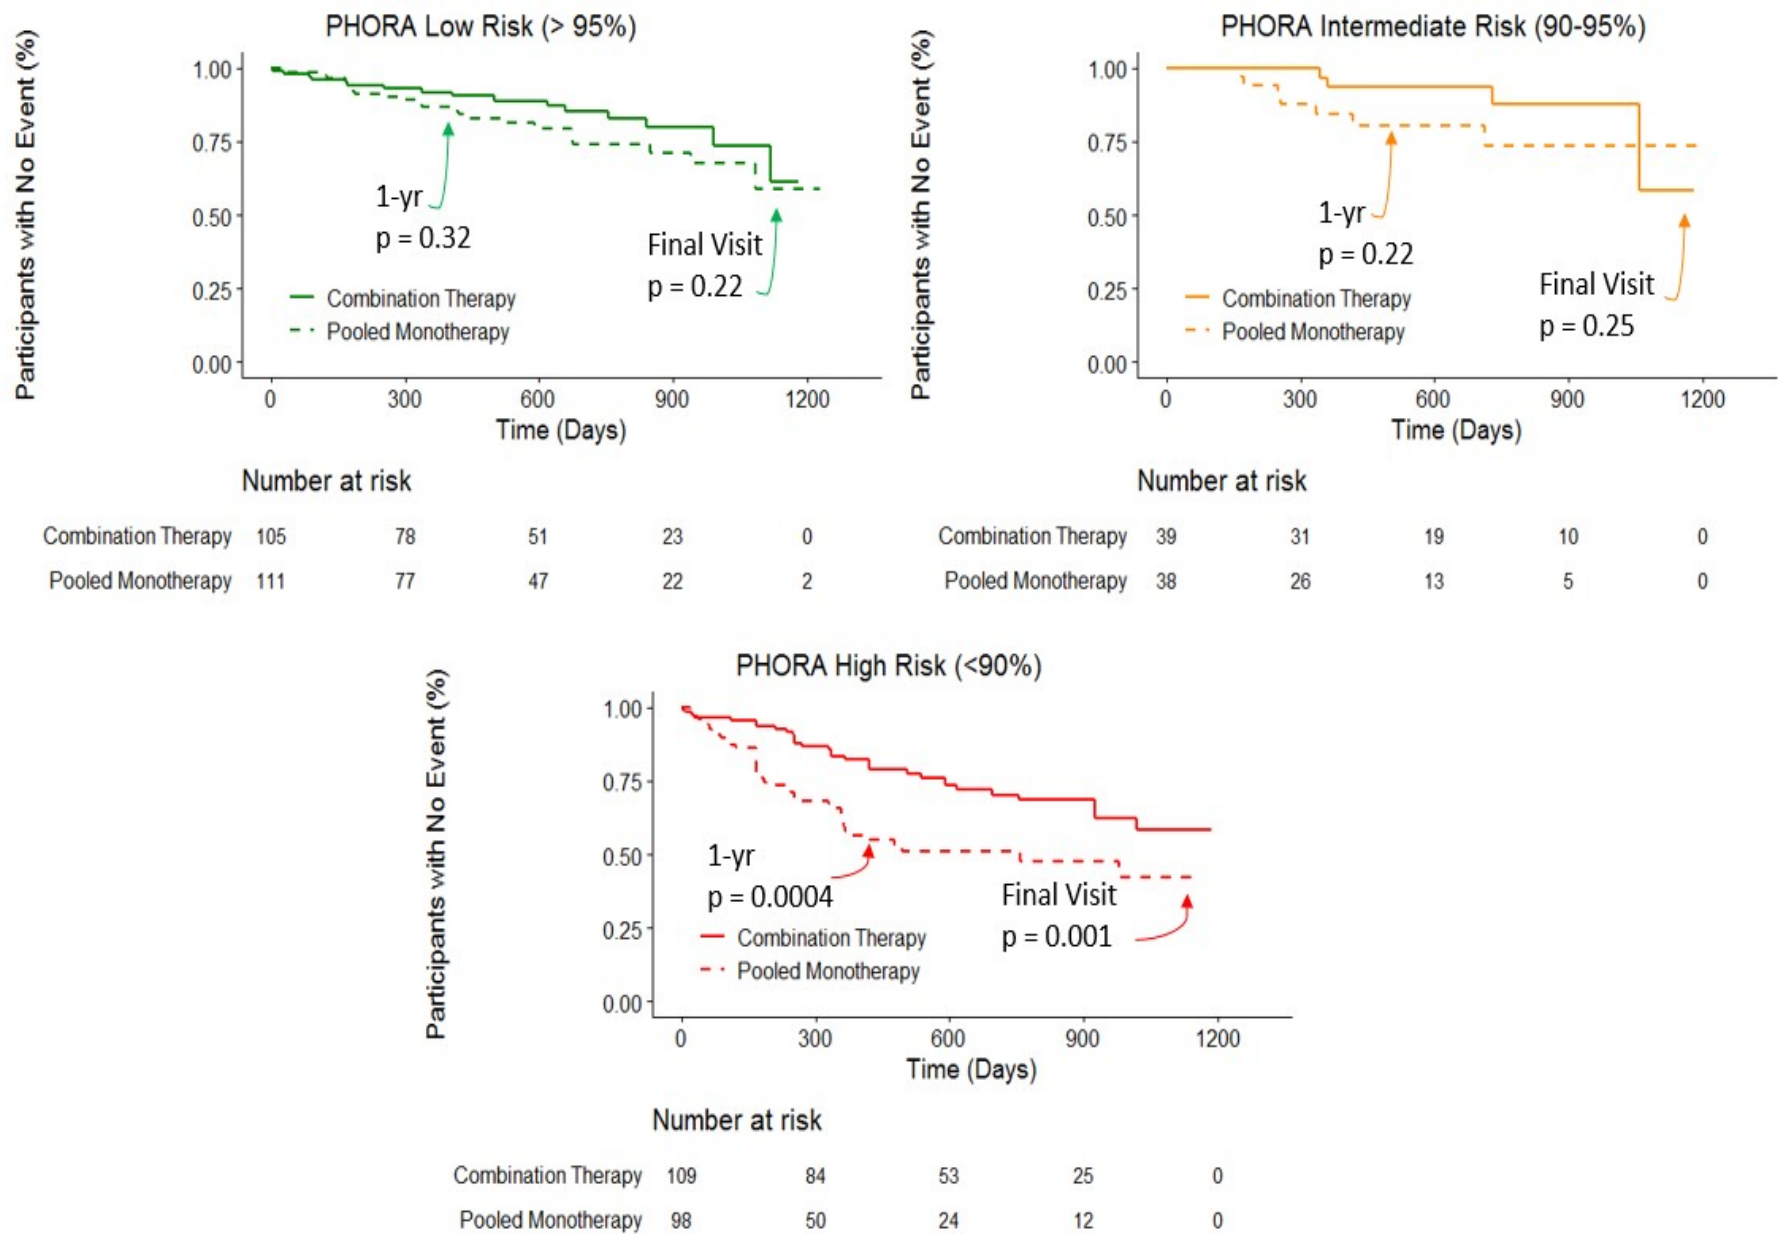 PHORA Low Risk (> 95%)
Participants with No Event (%)
1.00
0.75
0.50
0.25
0.00
1-yr
p = 0.32
Final Visit
p = 0.22
Combination Therapy
Pooled Monotherapy
0 300 600 900 1200
Time (Days)
Number at risk
Combination Therapy 105 78 51 23 0
Pooled Monotherapy 111 77 47 22 2
PHORA Intermediate Risk (90-95%)
Participants with No Event (%)
1.00
0.75
0.50
0.25
0.00
1-yr
p = 0.22
Final Visit
p = 0.25
Combination Therapy
Pooled Monotherapy
0 300 600 900 1200
Time (Days)
Number at risk
Combination Therapy 39 31 19 10 0
Pooled Monotherapy 38 26 13 5 0
PHORA High Risk (<90%)
Participants with No Event (%)
1.00
0.75
0.50
0.25
0.00
1-yr
p = 0.0004
Final Visit
p = 0.001
Combination Therapy
Pooled Monotherapy
0 300 600 900 1200
Time (Days)
Number at risk
Combination Therapy 109 84 53 25 0
Pooled Monotherapy 98 50 24 12 0